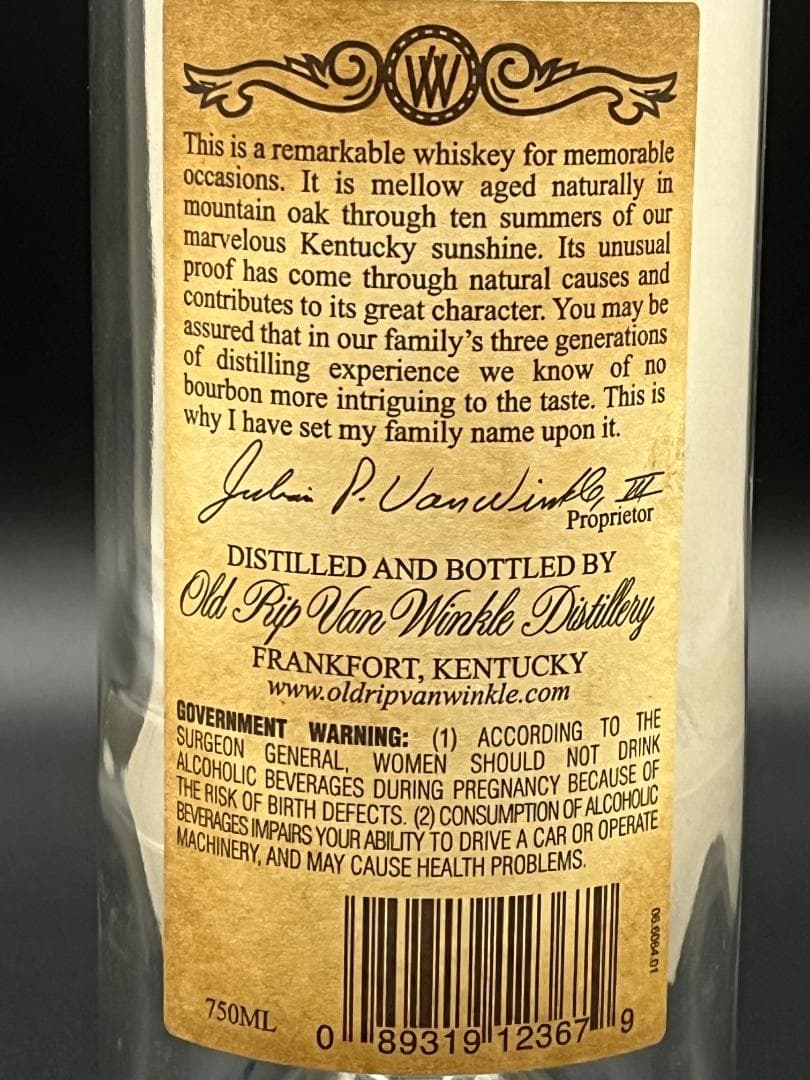 VW
This is a remarkable whiskey for memorable
occasions. It is mellow aged naturally in
mountain oak through ten summers of our
marvelous Kentucky sunshine. Its unusual
proof has come through natural causes and
contributes to its great character. You may be
assured that in our family's three generations
of distilling experience we know of no
bourbon more intriguing to the taste. This is
why I have set my family name upon it.
Julian P. Van Winkle, III
Proprietor
DISTILLED AND BOTTLED BY
Old Rip Van Winkle Distillery
FRANKFORT, KENTUCKY
www.oldripvanwinkle.com
GOVERNMENT WARNING: (1) ACCORDING TO THE
SURGEON GENERAL, WOMEN SHOULD NOT DRINK
ALCOHOLIC BEVERAGES DURING PREGNANCY BECAUSE OF
THE RISK OF BIRTH DEFECTS. (2) CONSUMPTION OF ALCOHOLIC
BEVERAGES IMPAIRS YOUR ABILITY TO DRIVE A CAR OR OPERATE
MACHINERY, AND MAY CAUSE HEALTH PROBLEMS.
06.6084.01
750ML
0 89319 12367 9